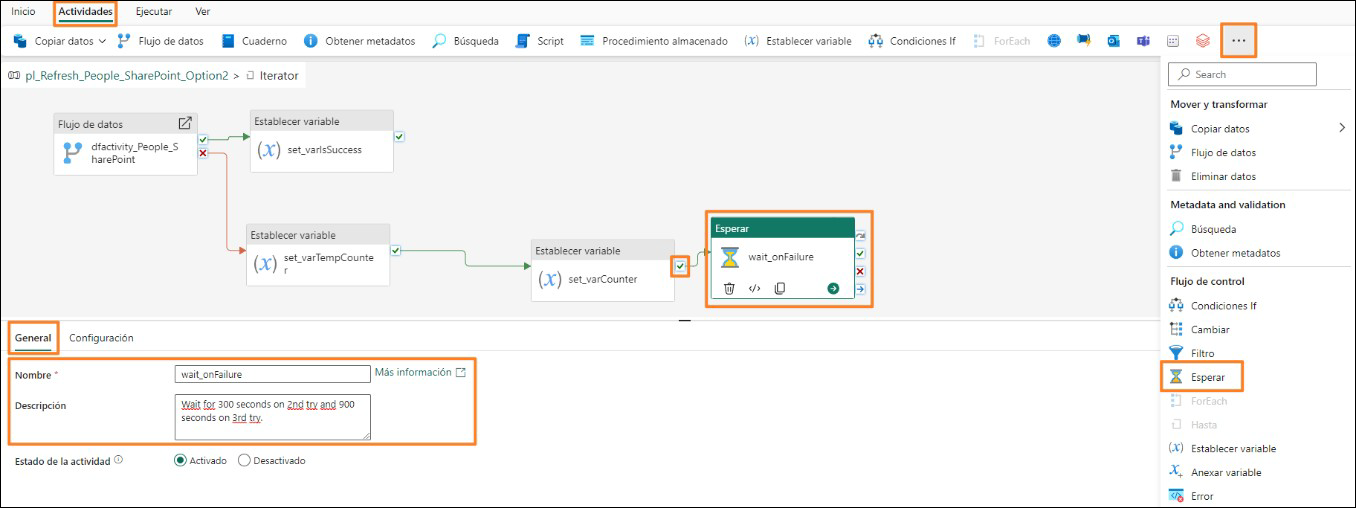 Inicio Actividades Ejecutar Ver
Copiar datos Flujo de datos Cuaderno Obtener metadatos Búsqueda Script Procedimiento almacenado (x) Establecer variable Condiciones If ForEach ...
pl_Refresh_People_SharePoint_Option2 > Iterator
Search
Mover y transformar
Copiar datos
Flujo de datos
Eliminar datos
Metadata and validation
Búsqueda
Obtener metadatos
Flujo de control
Condiciones If
Cambiar
Filtro
Esperar
ForEach
Hasta
(x) Establecer variable
X+ Anexar variable
Error
Flujo de datos
dfactivity_People_S
harePoint
Establecer variable
(x) set_varIsSuccess
Establecer variable
(x) set_varTempCounte
r
Establecer variable
(x) set_varCounter
Esperar
wait_onFailure
General Configuración
Nombre * wait_onFailure Más información
Descripción Wait for 300 seconds on 2nd try and 900
seconds on 3rd try.
Estado de la actividad Activado Desactivado